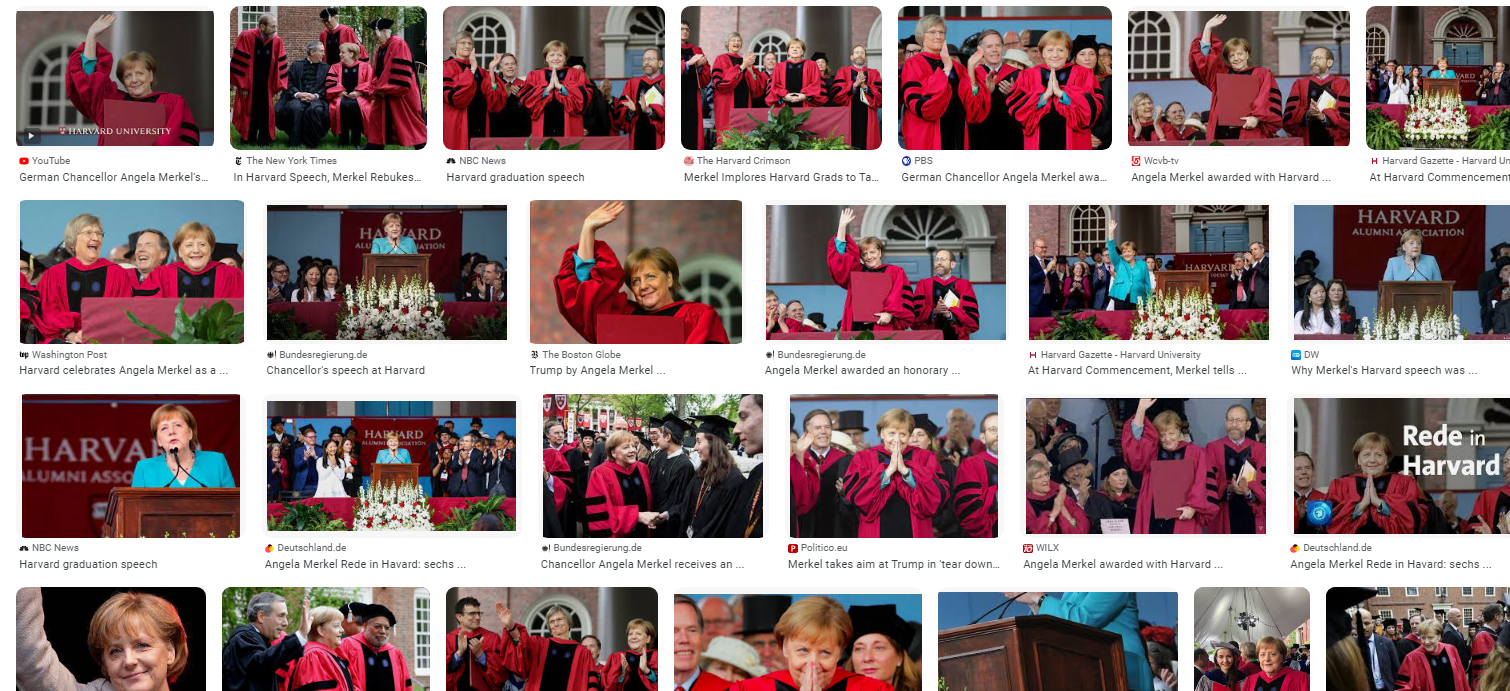 HARVARD UNIVERSITY
HARVARD
YouTube
The New York Times
NBC News
The Harvard Crimson
PBS
Wcvb-tv
Harvard Gazette - Harvard Un
German Chancellor Angela Merkel's...
In Harvard Speech, Merkel Rebukes...
Harvard graduation speech
Merkel Implores Harvard Grads to Ta...
German Chancellor Angela Merkel awa...
Angela Merkel awarded with Harvard ...
At Harvard Commencement
HARVARD
ALUMNI ASSOCIATION
HARVARD
HARVARD
ALUMNI ASSOCIATION
Washington Post
Bundesregierung.de
The Boston Globe
Bundesregierung.de
Harvard Gazette - Harvard University
DW
Harvard celebrates Angela Merkel as a ...
Chancellor's speech at Harvard
Trump by Angela Merkel ...
Angela Merkel awarded an honorary ...
At Harvard Commencement, Merkel tells ...
Why Merkel's Harvard speech was ...
HARVA
ALUMNI ASSO
HARVARD
ALUMNI ASSOCIATION
Rede in
Harvard
NBC News
Deutschland.de
Bundesregierung.de
Politico.eu
WILX
Deutschland.de
Harvard graduation speech
Angela Merkel Rede in Havard: sechs ...
Chancellor Angela Merkel receives an ...
Merkel takes aim at Trump in 'tear down...
Angela Merkel awarded with Harvard ...
Angela Merkel Rede in Havard: sechs ...